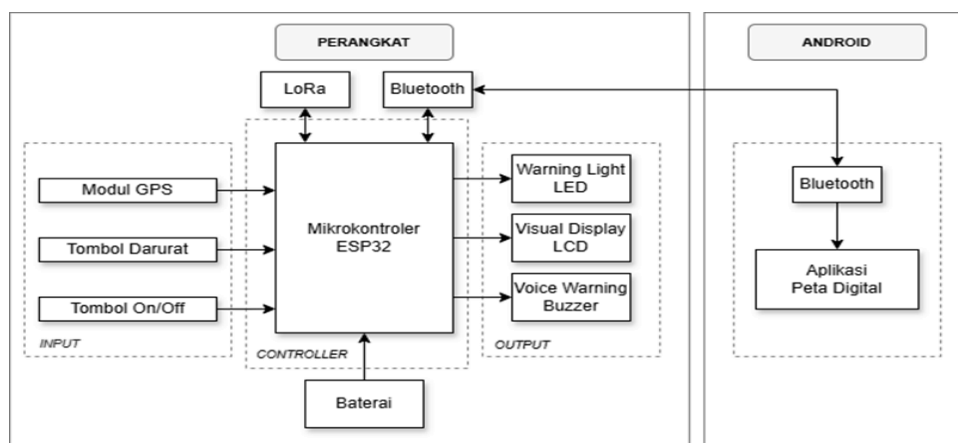 PERANGKAT
ANDROID
LoRa
Bluetooth
Modul GPS
Tombol Darurat
Tombol On/Off
INPUT
Mikrokontroler
ESP32
CONTROLLER
Baterai
Warning Light
LED
Visual Display
LCD
Voice Warning
Buzzer
OUTPUT
Bluetooth
Aplikasi
Peta Digital